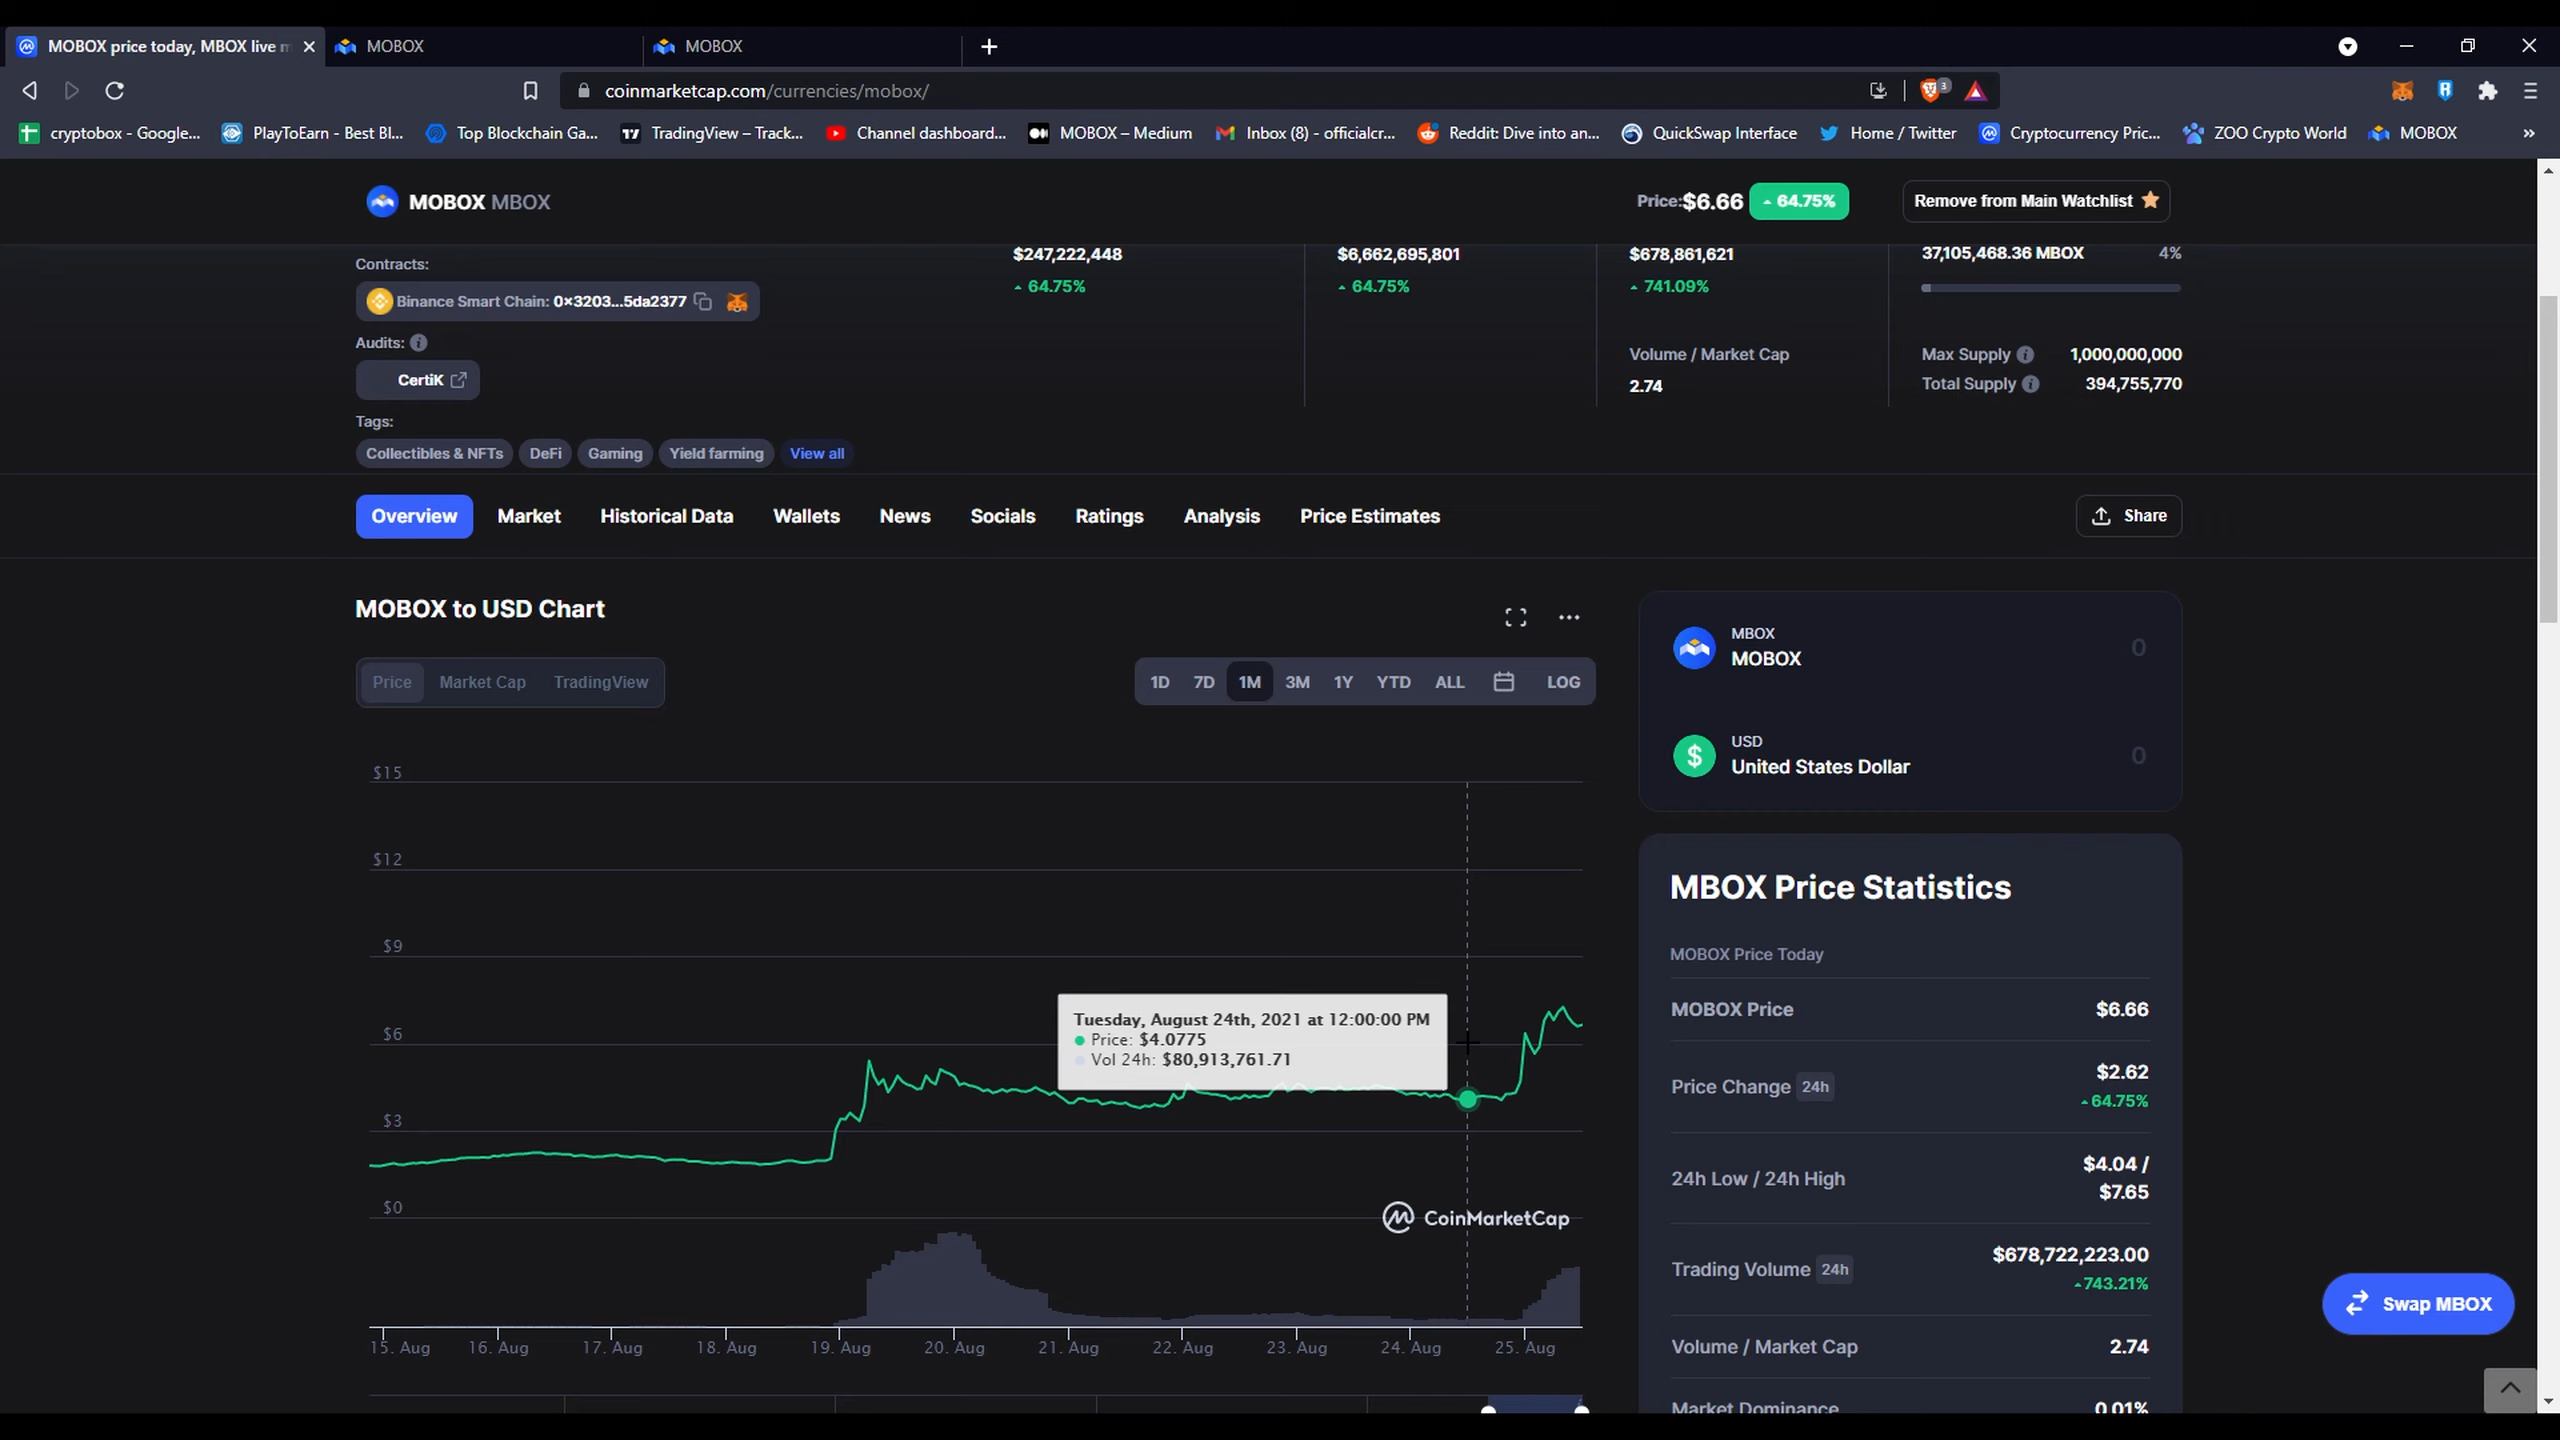 MOBOX price today, MBOX live m
MOBOX
MOBOX
coinmarketcap.com/currencies/mobox/
3
cryptobox - Google...
PlayToEarn - Best Bl...
Top Blockchain Ga...
TradingView – Track...
Channel dashboard...
MOBOX – Medium
Inbox (8) - officialcr...
Reddit: Dive into an...
QuickSwap Interface
Home / Twitter
Cryptocurrency Pric...
ZOO Crypto World
MOBOX
MOBOX MBOX
Price:$6.66
64.75%
Remove from Main Watchlist
$247,222,448
$6,662,695,801
$678,861,621
37,105,468.36 MBOX 4%
Contracts:
64.75%
64.75%
741.09%
Binance Smart Chain: 0×3203...5da2377
Audits:
Volume / Market Cap
Max Supply 1,000,000,000
CertiK
2.74
Total Supply 394,755,770
Tags:
Collectibles & NFTs
DeFi
Gaming
Yield farming
View all
Overview
Market
Historical Data
Wallets
News
Socials
Ratings
Analysis
Price Estimates
Share
MOBOX to USD Chart
Price
Market Cap
TradingView
1D
7D
1M
3M
1Y
YTD
ALL
LOG
MBOX
MOBOX
0
USD
United States Dollar
0
$15
$12
$9
$6
$3
$0
Tuesday, August 24th, 2021 at 12:00:00 PM
Price: $4.0775
Vol 24h: $80,913,761.71
CoinMarketCap
15. Aug
16. Aug
17. Aug
18. Aug
19. Aug
20. Aug
21. Aug
22. Aug
23. Aug
24. Aug
25. Aug
MBOX Price Statistics
MOBOX Price Today
MOBOX Price $6.66
Price Change 24h
$2.62
64.75%
24h Low / 24h High
$4.04 /
$7.65
Trading Volume 24h
$678,722,223.00
743.21%
Volume / Market Cap 2.74
Market Dominance 0.01%
Swap MBOX